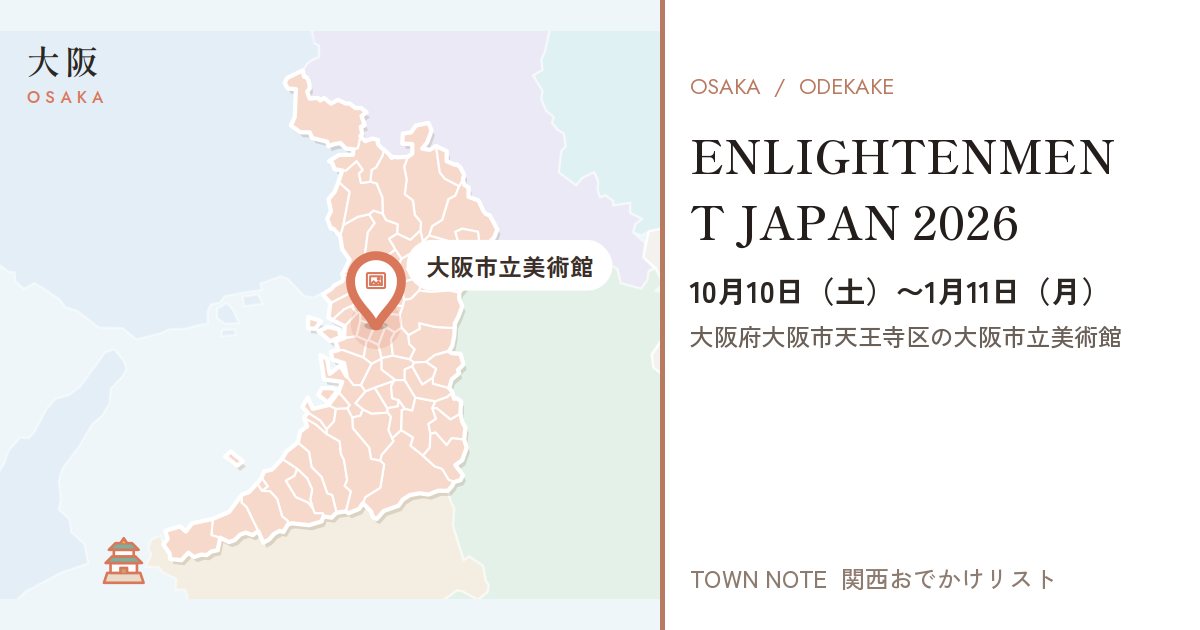 大阪
OSAKA
大阪市立美術館
OSAKA / ODEKAKE
ENLIGHTENMEN
T JAPAN 2026
10月10日（土）〜1月11日（月）
大阪府大阪市天王寺区の大阪市立美術館
TOWN NOTE 関西おでかけリスト